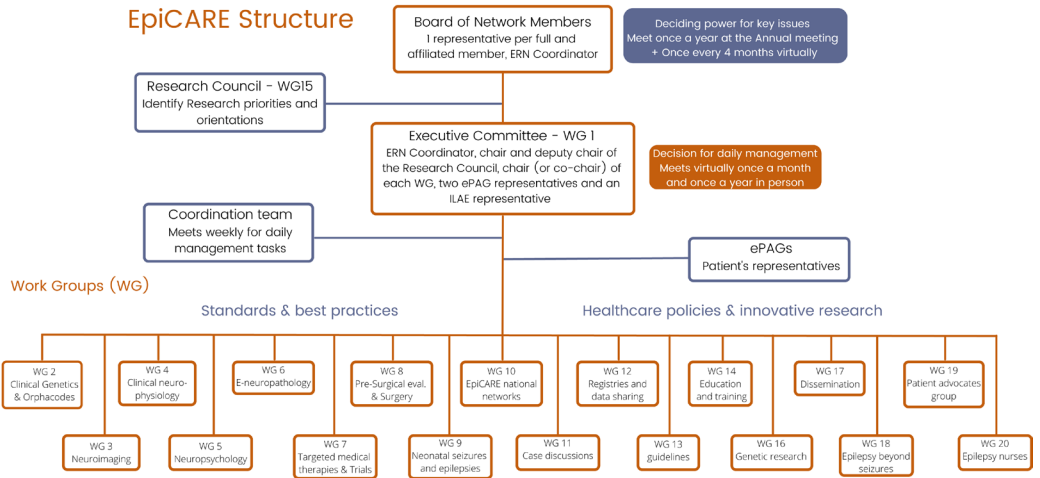 EpiCARE Structure
Board of Network Members
1 representative per full and
affiliated member, ERN Coordinator
Deciding power for key issues
Meet once a year at the Annual meeting
+ Once every 4 months virtually
Research Council - WG15
Identify Research priorities and
orientations
Executive Committee - WG 1
ERN Coordinator, chair and deputy chair of
the Research Council, chair (or co-chair) of
each WG, two ePAG representatives and an
ILAE representative
Decision for daily management
Meets virtually once a month
and once a year in person
Coordination team
Meets weekly for daily
management tasks
ePAGs
Patient's representatives
Work Groups (WG)
Standards & best practices
Healthcare policies & innovative research
WG 2
Clinical Genetics
& Orphacodes
WG 4
Clinical neuro-
physiology
WG 6
E-neuropathology
WG 8
Pre-Surgical eval.
& Surgery
WG 10
EpiCARE national
networks
WG 12
Registries and
data sharing
WG 14
Education
and training
WG 17
Dissemination
WG 19
Patient advocates
group
WG 3
Neuroimaging
WG 5
Neuropsychology
WG 7
Targeted medical
therapies & Trials
WG 9
Neonatal seizures
and epilepsies
WG 11
Case discussions
WG 13
guidelines
WG 16
Genetic research
WG 18
Epilepsy beyond
seizures
WG 20
Epilepsy nurses